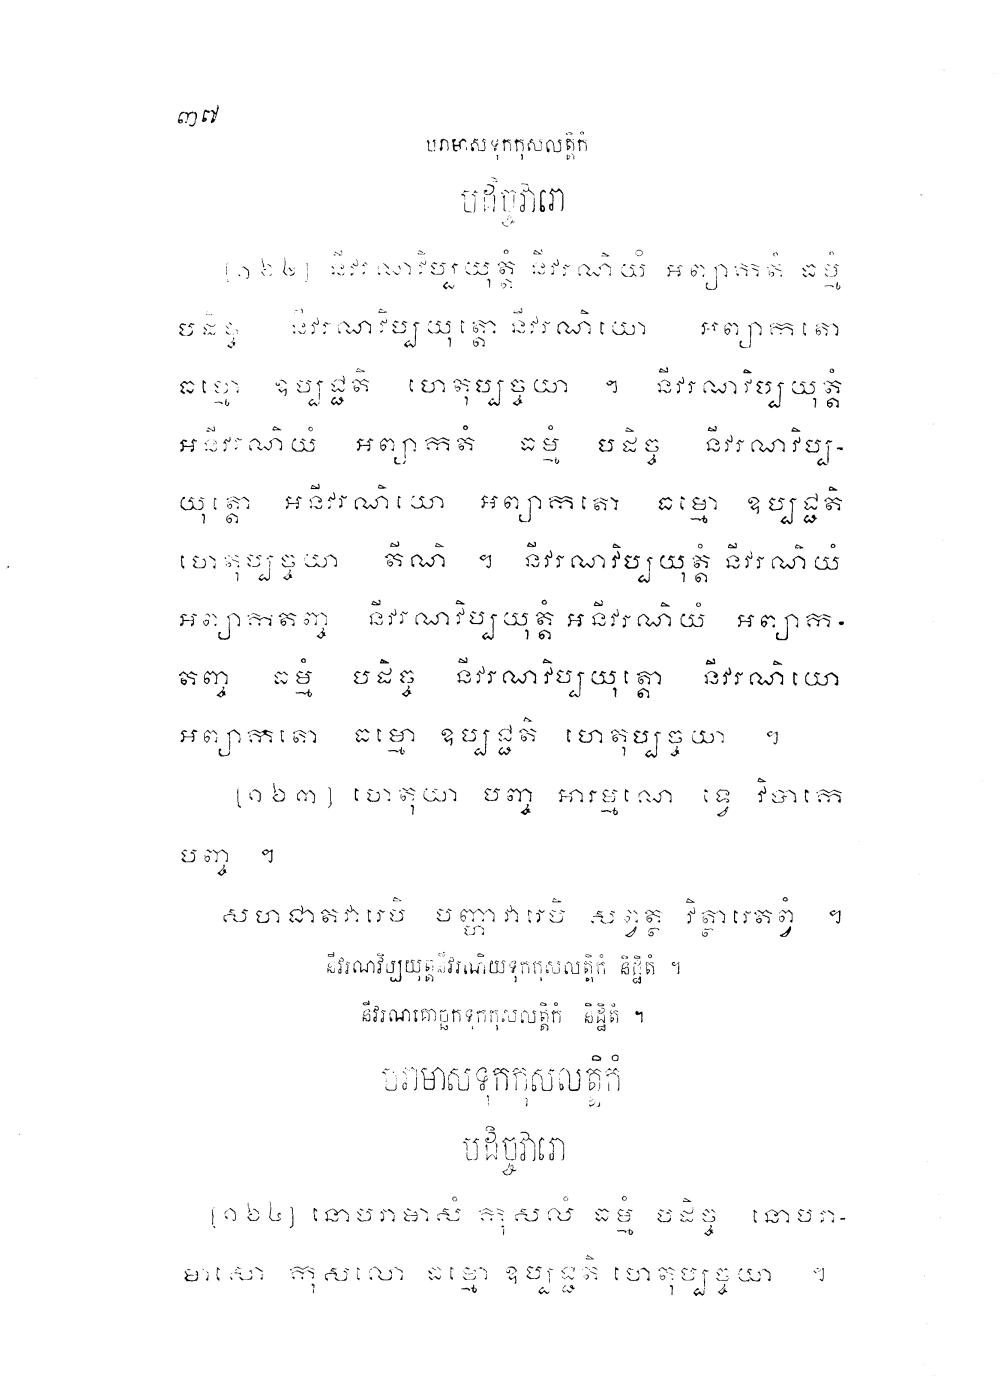 ៣៧
បរាមាសទុកកុសលត្តិកំ
បដិច្ចវារោ
[១៦៤] នីវរណវិប្បយុត្តំ នីវរណិយំ អព្យាកតំ ធម្មំ
បដិច្ច នីវរណវិប្បយុត្តោ នីវរណិយោ អព្យាកតោ
ធម្មោ ឧប្បជ្ជតិ ហេតុប្បច្ចយា ។ នីវរណវិប្បយុត្តំ
អនីវរណិយំ អព្យាកតំ ធម្មំ បដិច្ច នីវរណវិប្ប-
យុត្តោ អនីវរណិយោ អព្យាកតោ ធម្មោ ឧប្បជ្ជតិ
ហេតុប្បច្ចយា តីណិ ។ នីវរណវិប្បយុត្តំ នីវរណិយំ
អព្យាកតញ្ច នីវរណវិប្បយុត្តំ អនីវរណិយំ អព្យាក-
តញ្ច ធម្មំ បដិច្ច នីវរណវិប្បយុត្តោ នីវរណិយោ
អព្យាកតោ ធម្មោ ឧប្បជ្ជតិ ហេតុប្បច្ចយា ។
[១៦៣] ហេតុយា បញ្ច អារម្មណេ ទ្វេ វិបាកេ
បញ្ច ។
សហជាតវារេបិ បញ្ហាវារេបិ សព្វត្ថ វិត្ថារេតព្វំ ។
នីវរណវិប្បយុត្តនីវរណិយទុកកុសលត្តិកំ និដ្ឋិតំ ។
នីវរណគោច្ឆកទុកកុសលត្តិកំ និដ្ឋិតំ ។
បរាមាសទុកកុសលត្តិកំ
បដិច្ចវារោ
[១៦៤] នោបរាមាសំ កុសលំ ធម្មំ បដិច្ច នោបរា-
មាសោ កុសលោ ធម្មោ ឧប្បជ្ជតិ ហេតុប្បច្ចយា ។